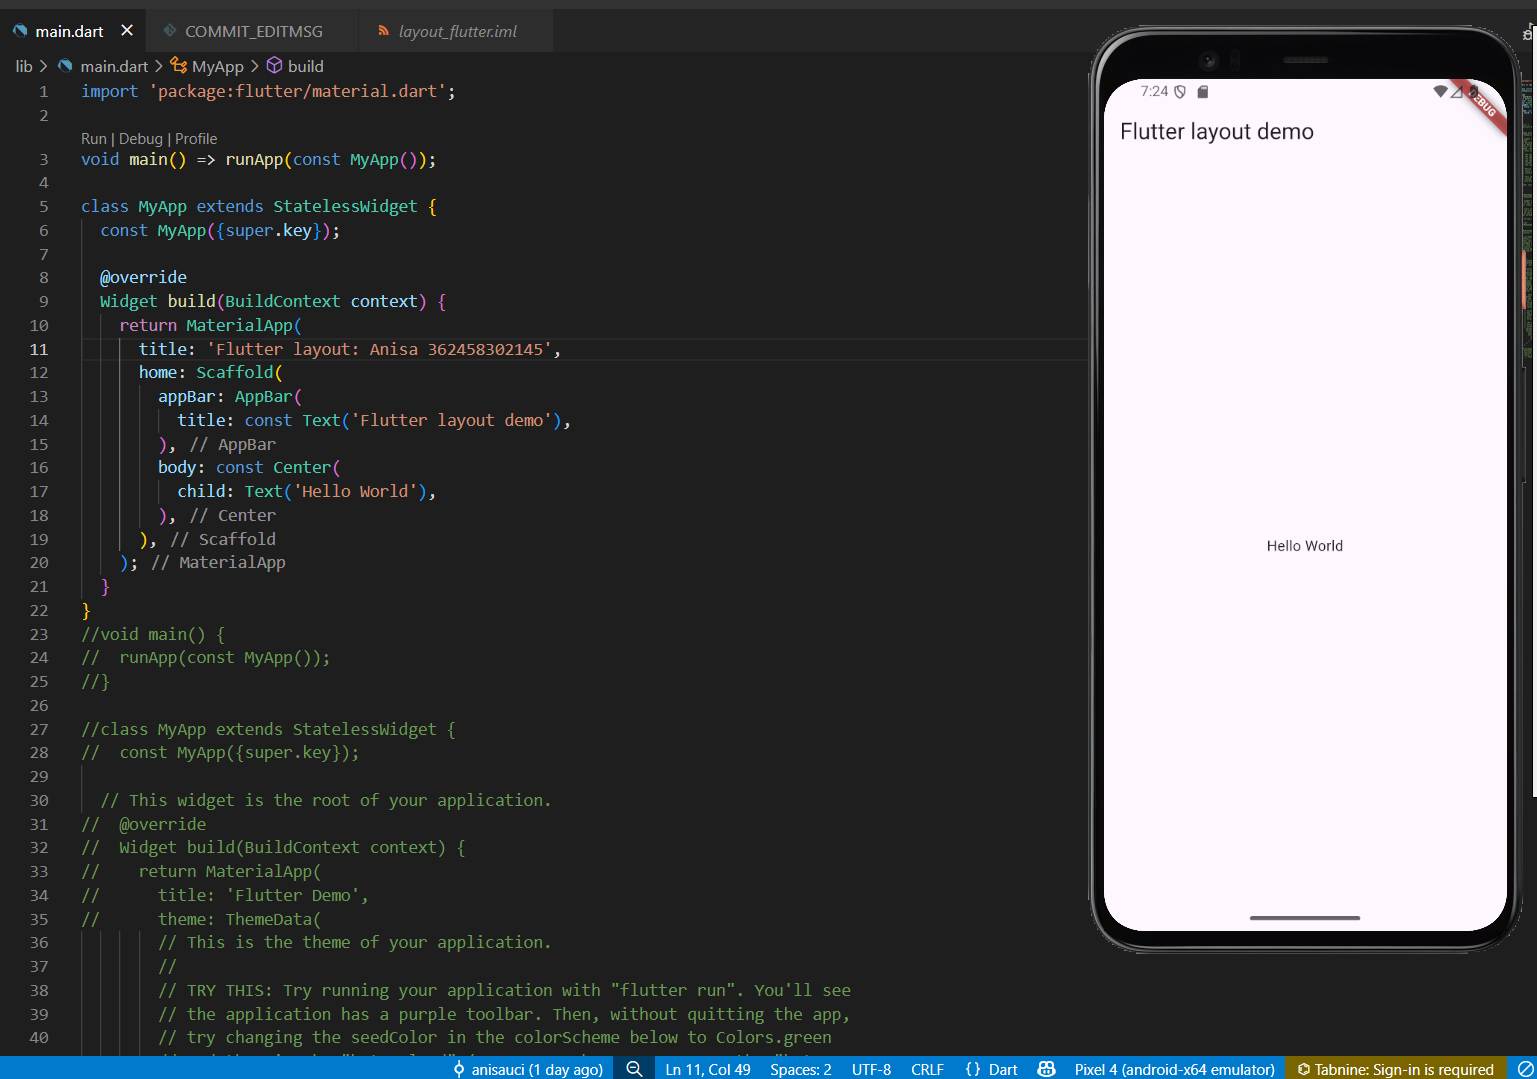 main.dart
COMMIT_EDITMSG
layout_flutter.iml
lib > main.dart > MyApp > build
1 import 'package:flutter/material.dart';
2
Run | Debug | Profile
3 void main() => runApp(const MyApp());
4
5 class MyApp extends StatelessWidget {
6 const MyApp({super.key});
7
8 @override
9 Widget build(BuildContext context) {
10 return MaterialApp(
11 title: 'Flutter layout: Anisa 362458302145',
12 home: Scaffold(
13 appBar: AppBar(
14 title: const Text('Flutter layout demo'),
15 ), // AppBar
16 body: const Center(
17 child: Text('Hello World'),
18 ), // Center
19 ), // Scaffold
20 ); // MaterialApp
21 }
22 }
23 //void main() {
24 //  runApp(const MyApp());
25 //}
26
27 //class MyApp extends StatelessWidget {
28 //  const MyApp({super.key});
29
30 // This widget is the root of your application.
31 //  @override
32 //  Widget build(BuildContext context) {
33 //    return MaterialApp(
34 //      title: 'Flutter Demo',
35 //      theme: ThemeData(
36 // This is the theme of your application.
37 //
38 // TRY THIS: Try running your application with "flutter run". You'll see
39 // the application has a purple toolbar. Then, without quitting the app,
40 // try changing the seedColor in the colorScheme below to Colors.green
7:24
Flutter layout demo
Hello World
anisauci (1 day ago)
Ln 11, Col 49
Spaces: 2
UTF-8
CRLF
{ } Dart
Pixel 4 (android-x64 emulator)
Tabnine: Sign-in is required